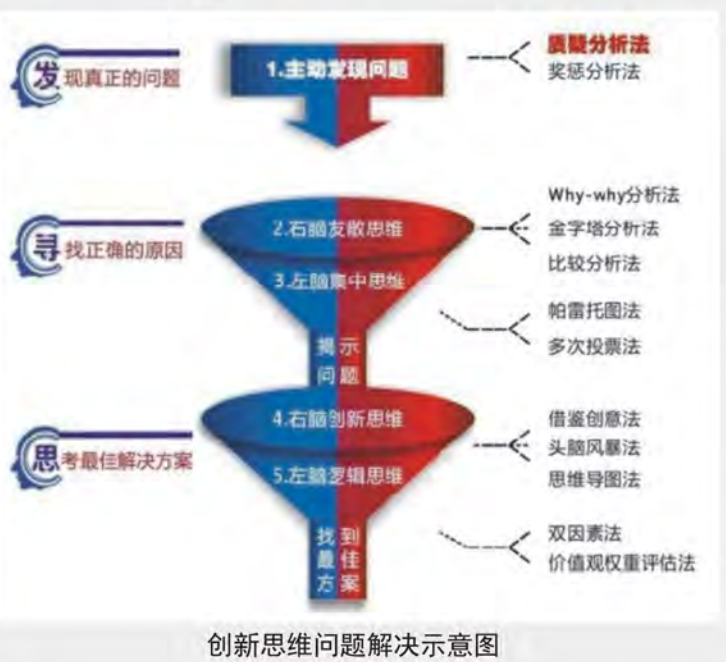 发现真正的问题
1.主动发现问题
质疑分析法
奖惩分析法
寻找正确的原因
2.右脑发散思维
Why-why分析法
金字塔分析法
比较分析法
3.左脑集中思维
帕雷托图法
多次投票法
揭示
问题
思考最佳解决方案
4.右脑创新思维
借鉴创意法
头脑风暴法
思维导图法
5.左脑逻辑思维
双因素法
价值观权重评估法
找到
最佳
方案
创新思维问题解决示意图